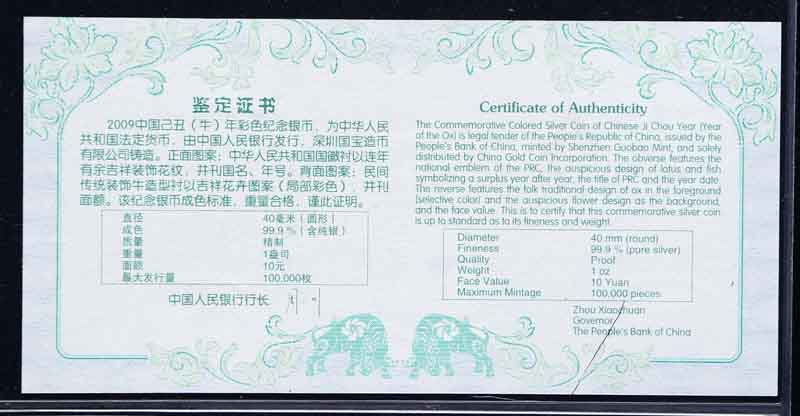 鉴定证书
2009中国己丑（牛）年彩色纪念银币，为中华人民
共和国法定货币，由中国人民银行发行，深圳国宝造币
有限公司铸造。正面图案：中华人民共和国国徽衬以连年
有余吉祥装饰花纹，并刊国名、年号。背面图案：民间
传统装饰牛造型衬以吉祥花卉图案（局部彩色），并刊
面额。该纪念银币成色标准，重量合格，谨此证明。
直径 40毫米（圆形）
成色 99.9％（含纯银）
质量 精制
重量 1盎司
面额 10元
最大发行量 100,000枚
中国人民银行行长
Certificate of Authenticity
The Commemorative Colored Silver Coin of Chinese Ji Chou Year (Year
of the Ox) is legal tender of the People's Republic of China, issued by the
People's Bank of China, minted by Shenzhen Guobao Mint, and solely
distributed by China Gold Coin Incorporation. The obverse features the
national emblem of the PRC, the auspicious design of lotus and fish
symbolizing a surplus year after year, the title of PRC and the year date.
The reverse features the folk traditional design of ox in the foreground
(selective color) and the auspicious flower design as the background,
and the face value. This is to certify that this commemorative silver coin
is up to standard as to its fineness and weight.
Diameter 40 mm (round)
Fineness 99.9 % (pure silver)
Quality Proof
Weight 1 oz
Face Value 10 Yuan
Maximum Mintage 100,000 pieces
Zhou Xiaochuan
Governor
The People's Bank of China